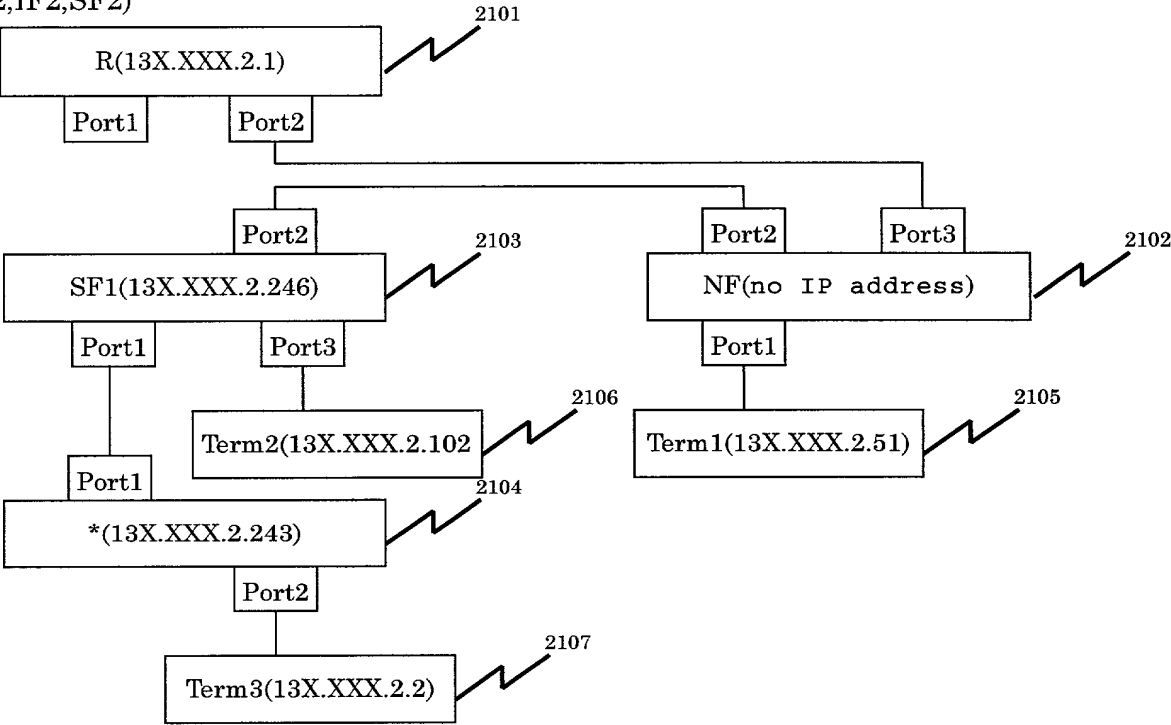 2,IF2,SF2)
2101
R(13X.XXX.2.1)
Port1
Port2
Port2
2103
Port2
Port3
2102
SF1(13X.XXX.2.246)
NF(no IP address)
Port1
Port3
Port1
2106
2105
Term2(13X.XXX.2.102
Term1(13X.XXX.2.51)
Port1
2104
*(13X.XXX.2.243)
Port2
2107
Term3(13X.XXX.2.2)